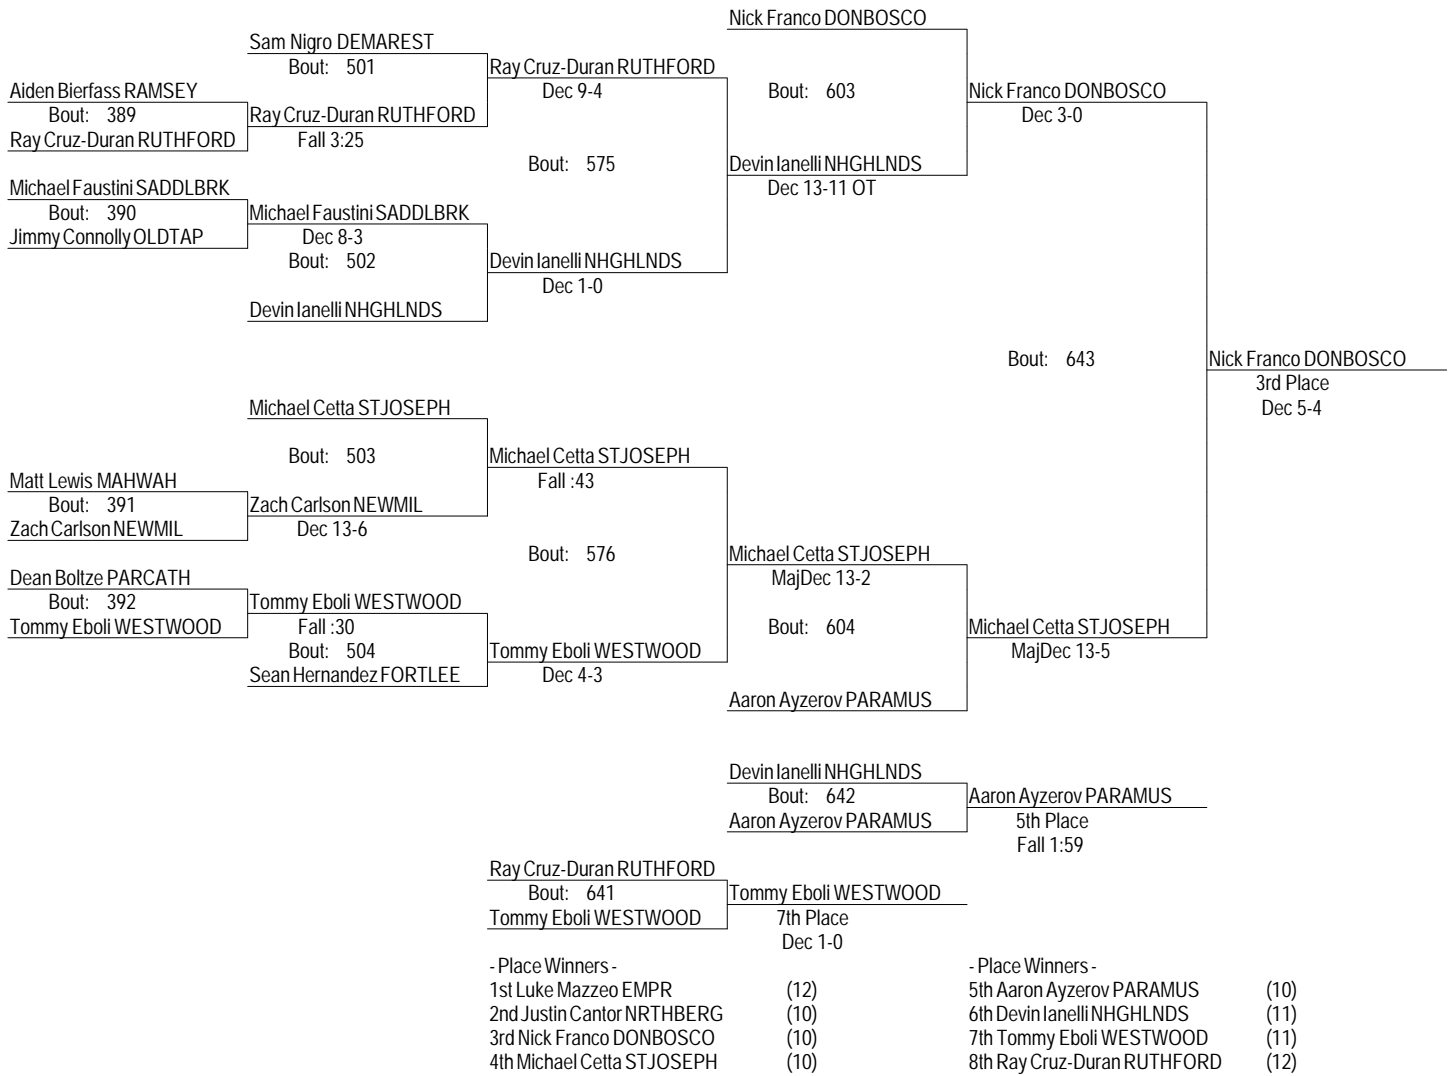 Nick Franco DONBOSCO
Sam Nigro DEMAREST
Bout: 501
Ray Cruz-Duran RUTHFORD
Aiden Bierfass RAMSEY
Dec 9-4
Bout: 603
Nick Franco DONBOSCO
Bout: 389
Ray Cruz-Duran RUTHFORD
Dec 3-0
Ray Cruz-Duran RUTHFORD
Fall 3:25
Bout: 575
Devin Ianelli NHGHLNDS
Michael Faustini SADDLBRK
Dec 13-11 OT
Bout: 390
Michael Faustini SADDLBRK
Jimmy Connolly OLDTAP
Dec 8-3
Bout: 502
Devin Ianelli NHGHLNDS
Dec 1-0
Devin Ianelli NHGHLNDS
Bout: 643
Nick Franco DONBOSCO
3rd Place
Michael Cetta STJOSEPH
Dec 5-4
Bout: 503
Michael Cetta STJOSEPH
Matt Lewis MAHWAH
Fall :43
Bout: 391
Zach Carlson NEWMIL
Zach Carlson NEWMIL
Dec 13-6
Bout: 576
Michael Cetta STJOSEPH
Dean Boltze PARCATH
MajDec 13-2
Bout: 392
Tommy Eboli WESTWOOD
Tommy Eboli WESTWOOD
Fall :30
Bout: 604
Michael Cetta STJOSEPH
Bout: 504
Tommy Eboli WESTWOOD
MajDec 13-5
Sean Hernandez FORTLEE
Dec 4-3
Aaron Ayzerov PARAMUS
Devin Ianelli NHGHLNDS
Bout: 642
Aaron Ayzerov PARAMUS
Aaron Ayzerov PARAMUS
5th Place
Fall 1:59
Ray Cruz-Duran RUTHFORD
Bout: 641
Tommy Eboli WESTWOOD
Tommy Eboli WESTWOOD
7th Place
Dec 1-0
- Place Winners -
1st Luke Mazzeo EMPR (12)
2nd Justin Cantor NRTHBERG (10)
3rd Nick Franco DONBOSCO (10)
4th Michael Cetta STJOSEPH (10)
- Place Winners -
5th Aaron Ayzerov PARAMUS (10)
6th Devin Ianelli NHGHLNDS (11)
7th Tommy Eboli WESTWOOD (11)
8th Ray Cruz-Duran RUTHFORD (12)